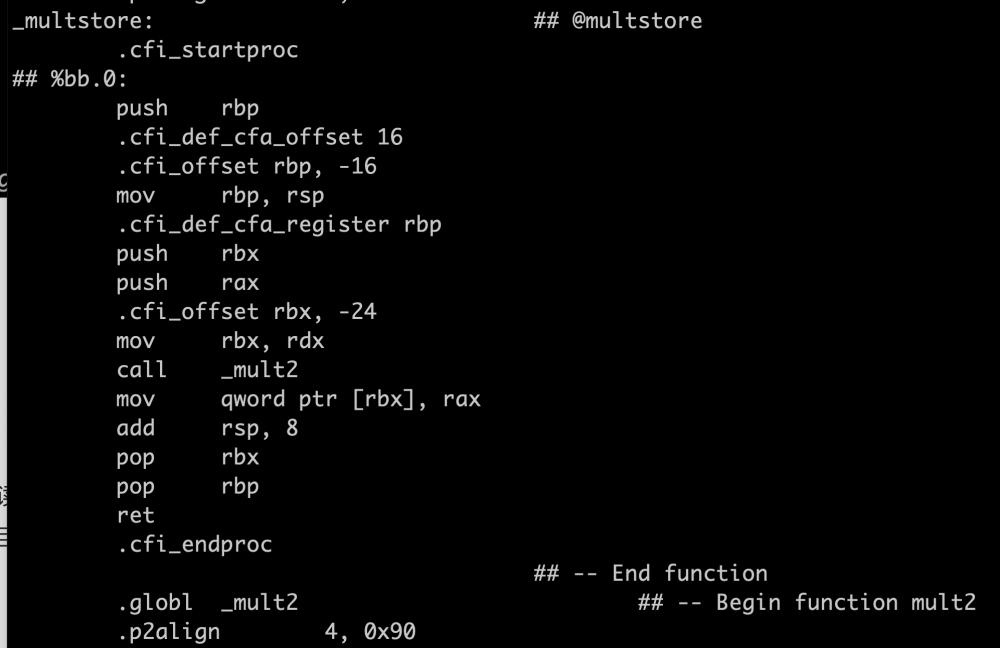 _multstore: ## @multstore
.cfi_startproc
## %bb.0:
push rbp
.cfi_def_cfa_offset 16
.cfi_offset rbp, -16
mov rbp, rsp
.cfi_def_cfa_register rbp
push rbx
push rax
.cfi_offset rbx, -24
mov rbx, rdx
call _mult2
mov qword ptr [rbx], rax
add rsp, 8
pop rbx
pop rbp
ret
.cfi_endproc
## -- End function
.globl _mult2 ## -- Begin function mult2
.p2align 4, 0x90